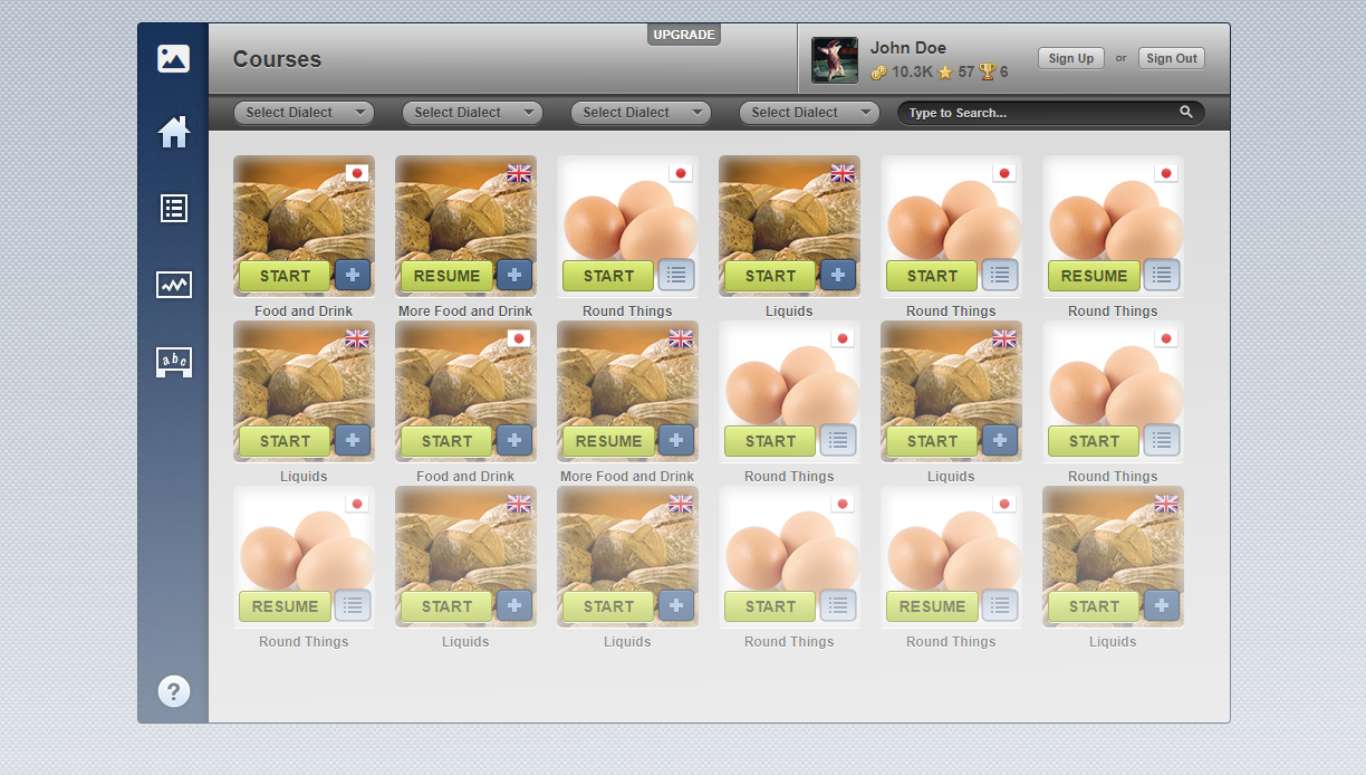 UPGRADE
Courses
John Doe
10.3K 57 6
Sign Up or Sign Out
Select Dialect Select Dialect Select Dialect Select Dialect Type to Search...
START RESUME START START START RESUME
Food and Drink More Food and Drink Round Things Liquids Round Things Round Things
abc
START START RESUME START START START
Liquids Food and Drink More Food and Drink Round Things Liquids Round Things
RESUME START START START RESUME START
Round Things Liquids Liquids Round Things Round Things Liquids
?